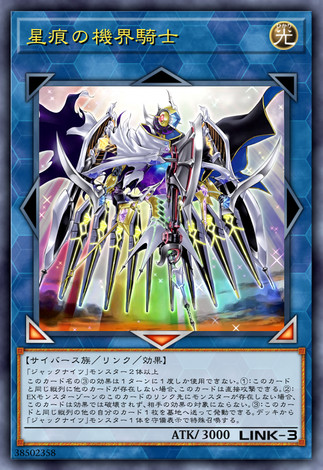 星痕の機界騎士
光
【サイバース族/リンク/効果】
「ジャックナイツ」モンスター2体以上
このカード名の③の効果は1ターンに1度しか使用できない。①:このカード
と同じ縦列に他のカードが存在しない場合、このカードは直接攻撃できる。②:
EXモンスターゾーンのこのカードのリンク先にモンスターが存在しない場合、
このカードは効果では破壊されず、相手の効果の対象にならない。③:このカード
と同じ縦列の他の自分のカード1枚を墓地へ送って発動できる。デッキから
「ジャックナイツ」モンスター1体を守備表示で特殊召喚する。
ATK/3000 LINK-3
38502358